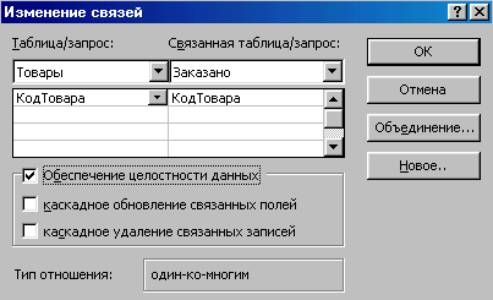 Изменение связей
Таблица/запрос: Связанная таблица/запрос:
Товары Заказано
КодТовара КодТовара
Обеспечение целостности данных
каскадное обновление связанных полей
каскадное удаление связанных записей
Тип отношения: один-ко-многим
ОК
Отмена
Объединение...
Новое..